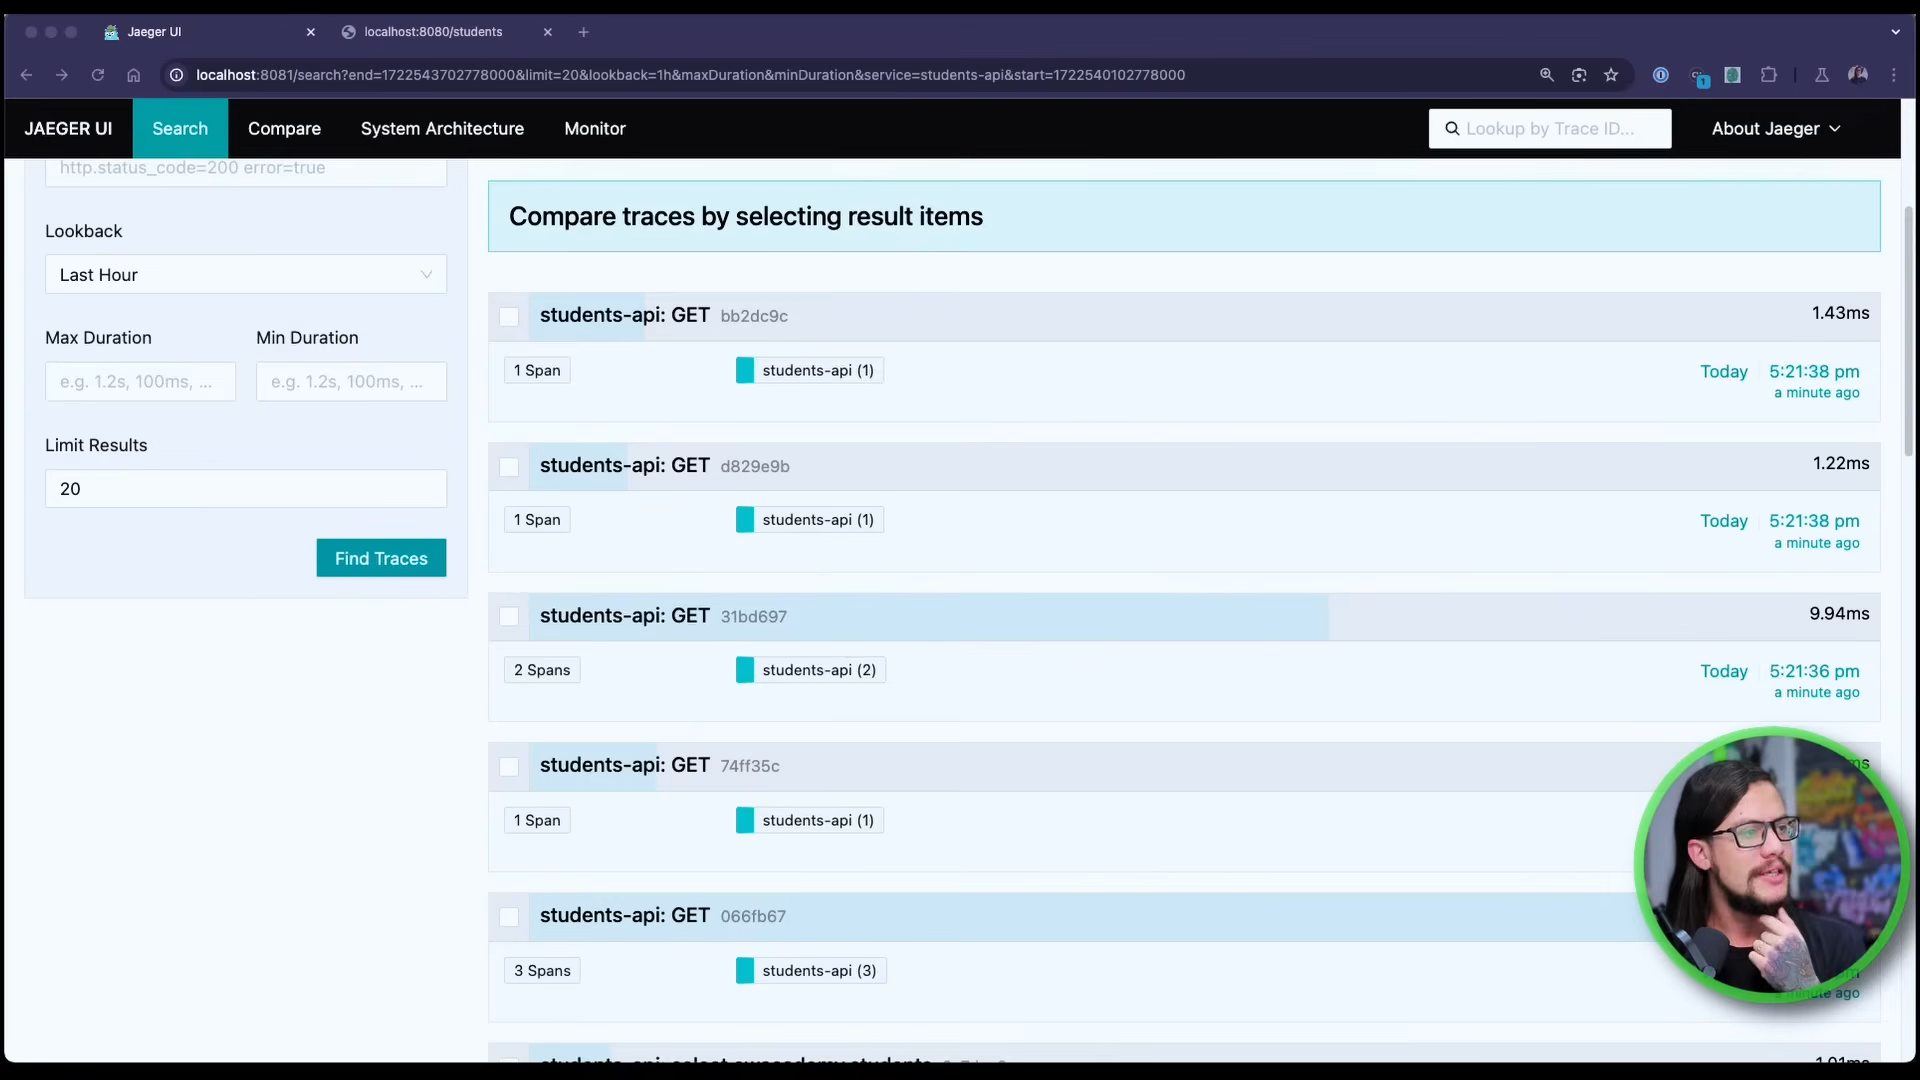 Jaeger UI
localhost:8080/students
localhost:8081/search?end=1722543702778000&limit=20&lookback=1h&maxDuration&minDuration&service=students-api&start=1722540102778000
1
JAEGER UI
Search
Compare
System Architecture
Monitor
Lookup by Trace ID...
About Jaeger
http.status_code=200 error=true
Lookback
Last Hour
Max Duration
Min Duration
e.g. 1.2s, 100ms, ...
e.g. 1.2s, 100ms, ...
Limit Results
20
Find Traces
Compare traces by selecting result items
students-api: GET bb2dc9c
1.43ms
1 Span
students-api (1)
Today
5:21:38 pm
a minute ago
students-api: GET d829e9b
1.22ms
1 Span
students-api (1)
Today
5:21:38 pm
a minute ago
students-api: GET 31bd697
9.94ms
2 Spans
students-api (2)
Today
5:21:36 pm
a minute ago
students-api: GET 74ff35c
ms
1 Span
students-api (1)
students-api: GET 066fb67
3 Spans
students-api (3)
pm
a minute ago
1.01ms